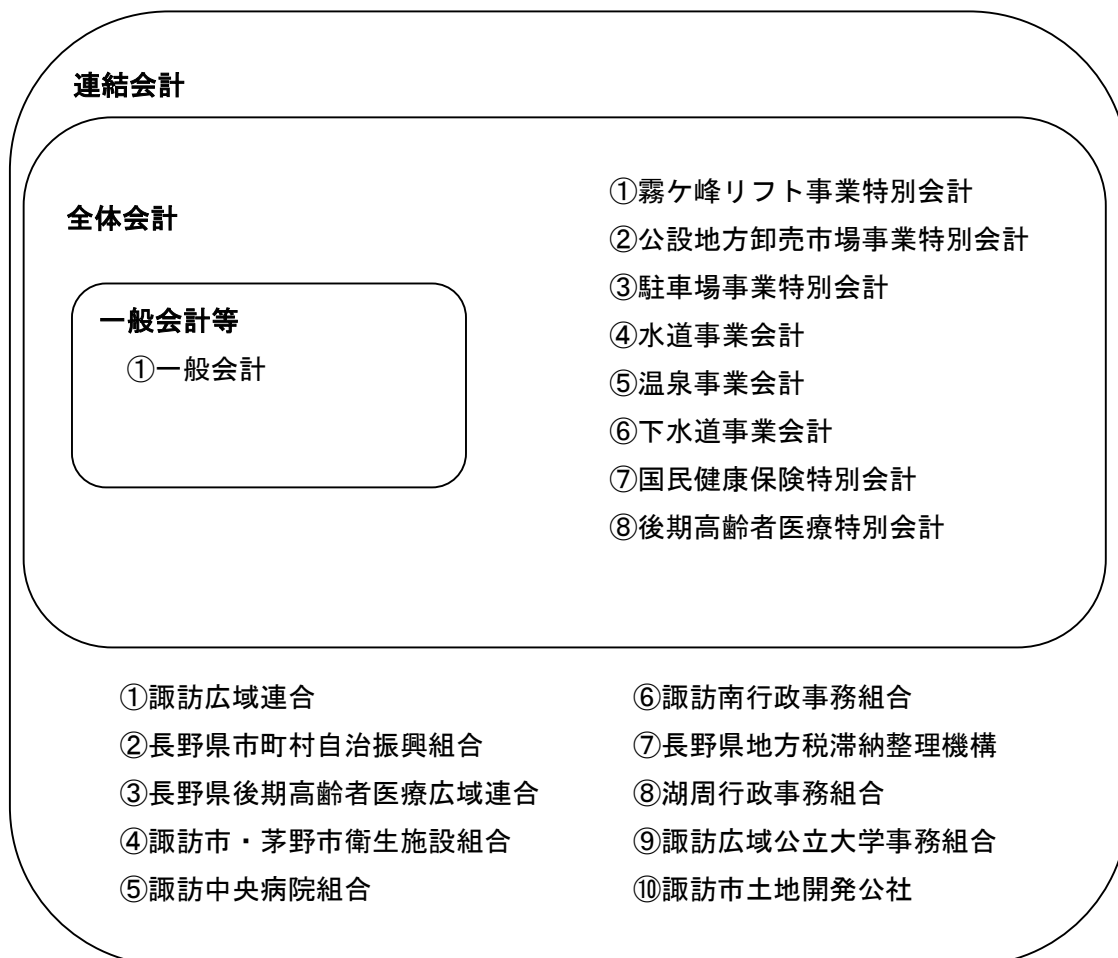 連結会計
全体会計
一般会計等
①一般会計
①霧ケ峰リフト事業特別会計
②公設地方卸売市場事業特別会計
③駐車場事業特別会計
④水道事業会計
⑤温泉事業会計
⑥下水道事業会計
⑦国民健康保険特別会計
⑧後期高齢者医療特別会計
①諏訪広域連合
②長野県市町村自治振興組合
③長野県後期高齢者医療広域連合
④諏訪市・茅野市衛生施設組合
⑤諏訪中央病院組合
⑥諏訪南行政事務組合
⑦長野県地方税滞納整理機構
⑧湖周行政事務組合
⑨諏訪広域公立大学事務組合
⑩諏訪市土地開発公社